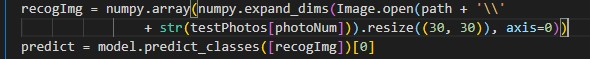 recogImg = numpy.array(numpy.expand_dims(Image.open(path + '\\'
+ str(testPhotos[photoNum])).resize((30, 30)), axis=0))
predict = model.predict_classes([recogImg])[0]